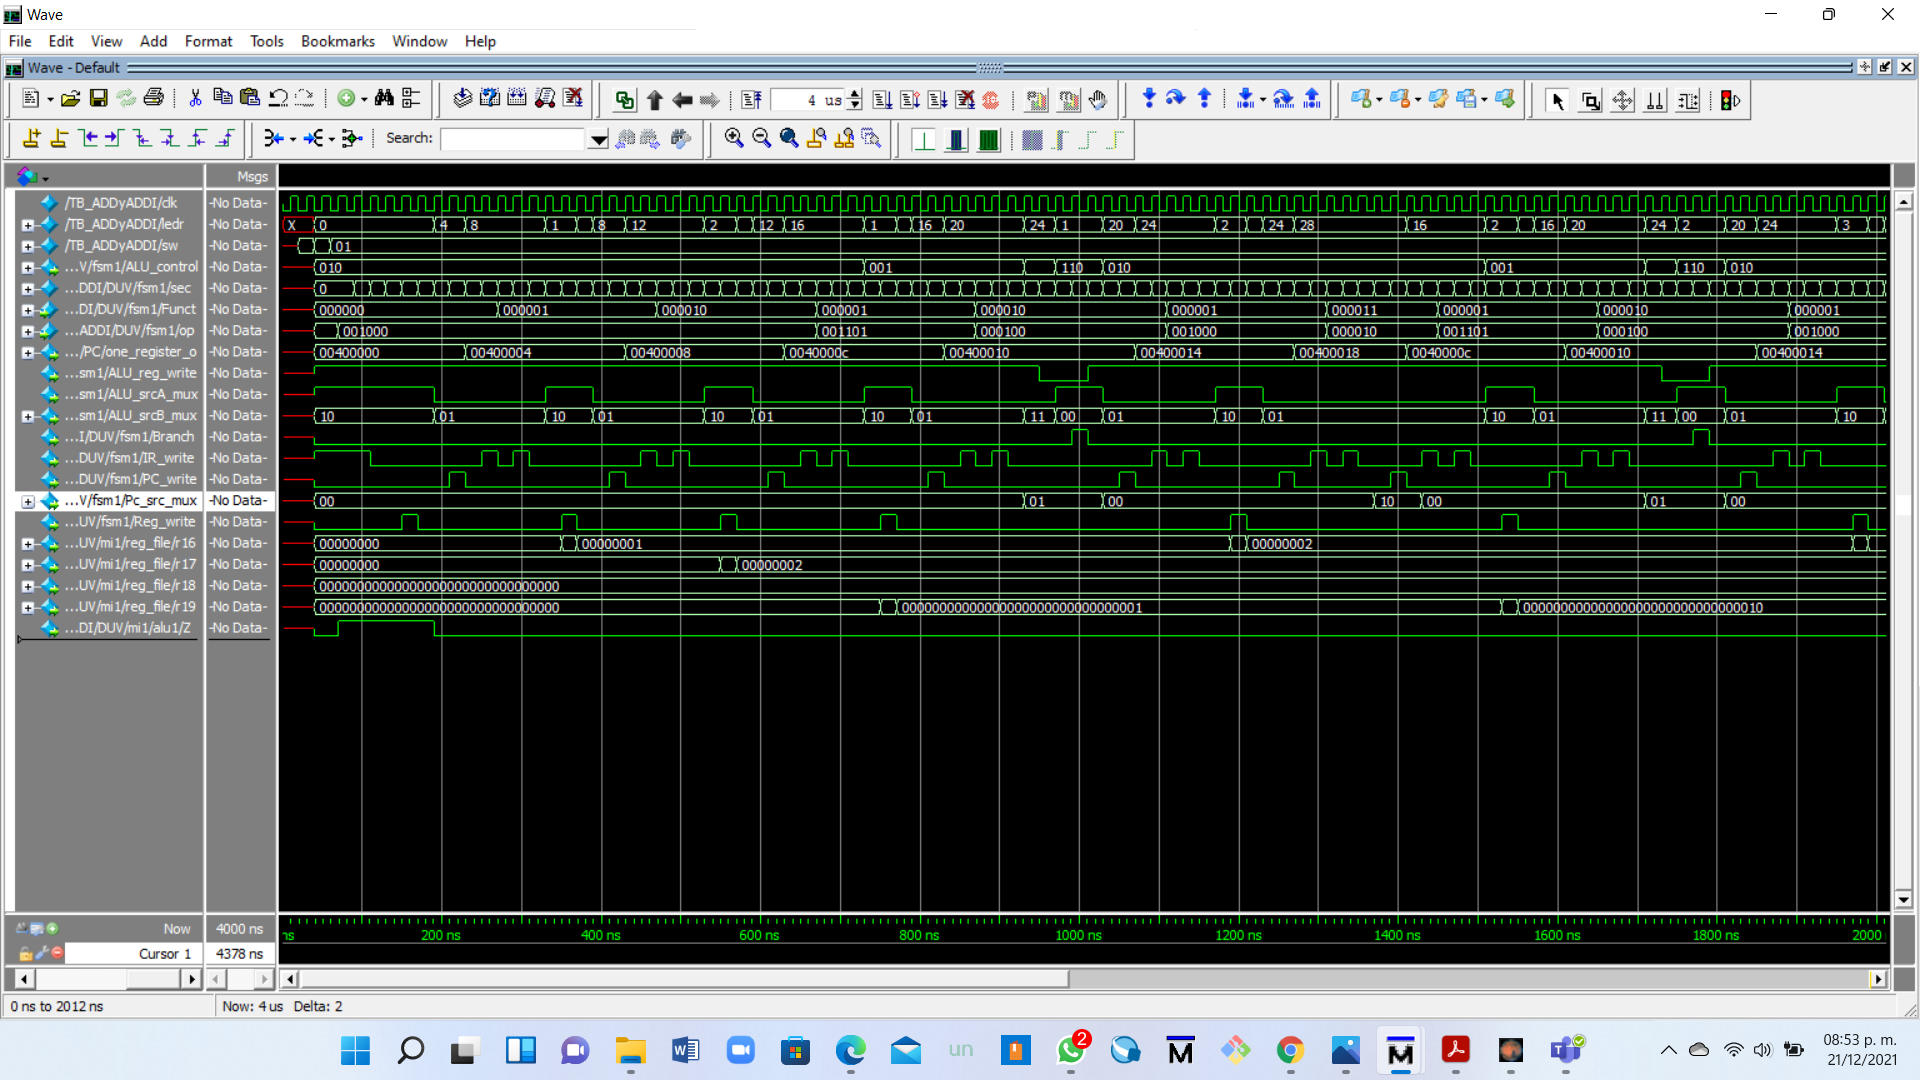 Wave
File Edit View Add Format Tools Bookmarks Window Help
Wave - Default
4 us
Search:
Msgs
/TB_ADDyADDI/clk -No Data-
/TB_ADDyADDI/ledr -No Data- X 0 4 8 1 8 12 2 12 16 1 16 20 24 1 20 24 2 24 28 16 2 16 20 24 2 20 24 3
/TB_ADDyADDI/sw -No Data- 01
...V/fsm1/ALU_control -No Data- 010 001 110 010 001 110 010
...DDI/DUV/fsm1/sec -No Data- 0
...DI/DUV/fsm1/Funct -No Data- 000000 000001 000010 000001 000010 000001 000011 000001 000010 000001
...ADDI/DUV/fsm1/op -No Data- 001000 001101 000100 001000 000010 001101 000100 001000
.../PC/one_register_o -No Data- 00400000 00400004 00400008 0040000c 00400010 00400014 00400018 0040000c 00400010 00400014
...sm1/ALU_reg_write -No Data-
...sm1/ALU_srcA_mux -No Data-
...sm1/ALU_srcB_mux -No Data- 10 01 10 01 10 01 10 01 11 00 01 10 01 10 01 11 00 01 10
...I/DUV/fsm1/Branch -No Data-
...DUV/fsm1/IR_write -No Data-
...DUV/fsm1/PC_write -No Data-
...V/fsm1/Pc_src_mux -No Data- 00 01 00 10 00 01 00
...UV/fsm1/Reg_write -No Data-
...UV/mi1/reg_file/r16 -No Data- 00000000 00000001 00000002
...UV/mi1/reg_file/r17 -No Data- 00000000 00000002
...UV/mi1/reg_file/r18 -No Data- 00000000000000000000000000000000
...UV/mi1/reg_file/r19 -No Data- 00000000000000000000000000000000 00000000000000000000000000000001 00000000000000000000000000000010
...DI/DUV/mi1/alu1/Z -No Data-
Now 4000 ns
ns 200 ns 400 ns 600 ns 800 ns 1000 ns 1200 ns 1400 ns 1600 ns 1800 ns 2000
Cursor 1 4378 ns
0 ns to 2012 ns Now: 4 us Delta: 2
un
2
08:53 p. m.
21/12/2021